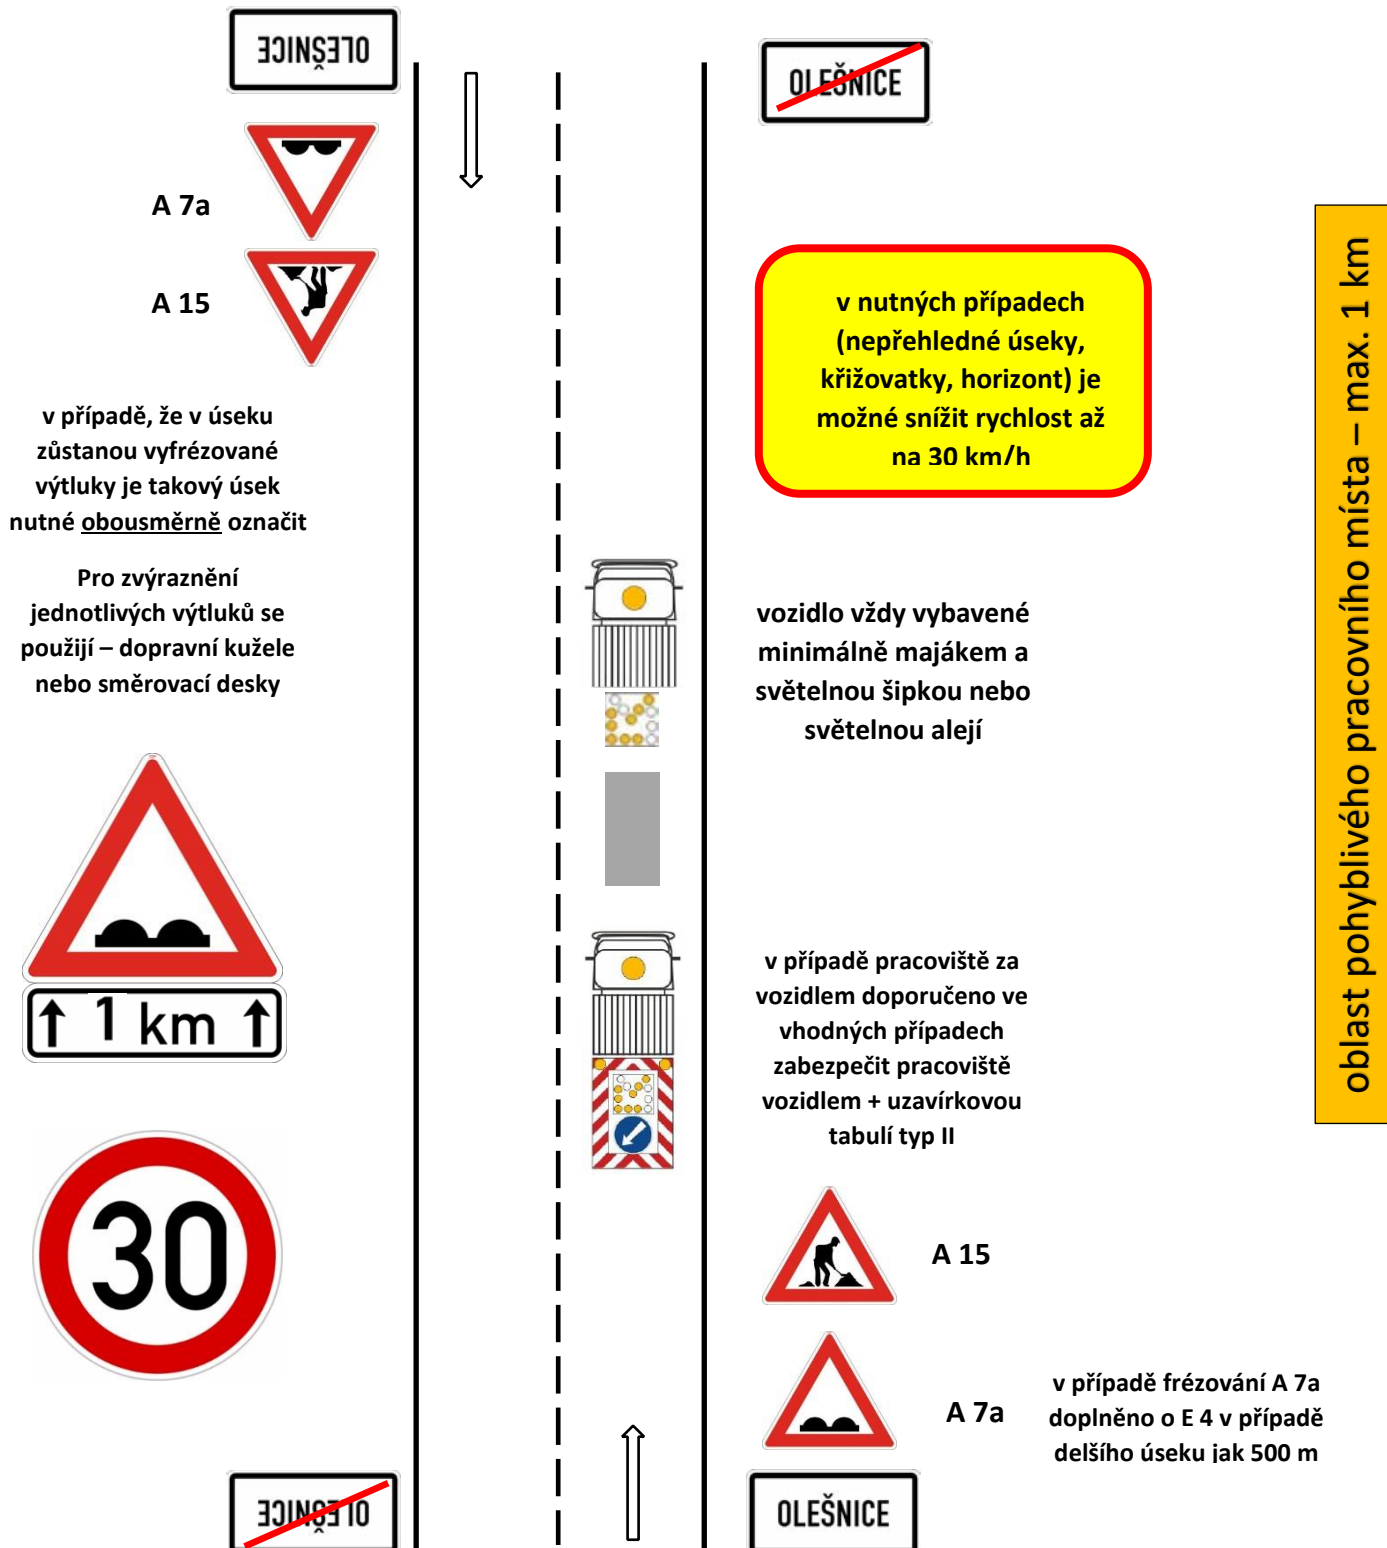 OLEŠNICE
OLEŠNICE
A 7a
A 15
v nutných případech
(nepřehledné úseky,
křižovatky, horizont) je
možné snížit rychlost až
na 30 km/h
oblast pohyblivého pracovního místa – max. 1 km
v případě, že v úseku
zůstanou vyfrézované
výtluky je takový úsek
nutné obousměrně označit
Pro zvýraznění
jednotlivých výtluků se
použijí – dopravní kužele
nebo směrovací desky
vozidlo vždy vybavené
minimálně majákem a
světelnou šipkou nebo
světelnou alejí
1 km
v případě pracoviště za
vozidlem doporučeno ve
vhodných případech
zabezpečit pracoviště
vozidlem + uzavírkovou
tabulí typ II
30
A 15
A 7a
v případě frézování A 7a
doplněno o E 4 v případě
delšího úseku jak 500 m
OLEŠNICE
OLEŠNICE